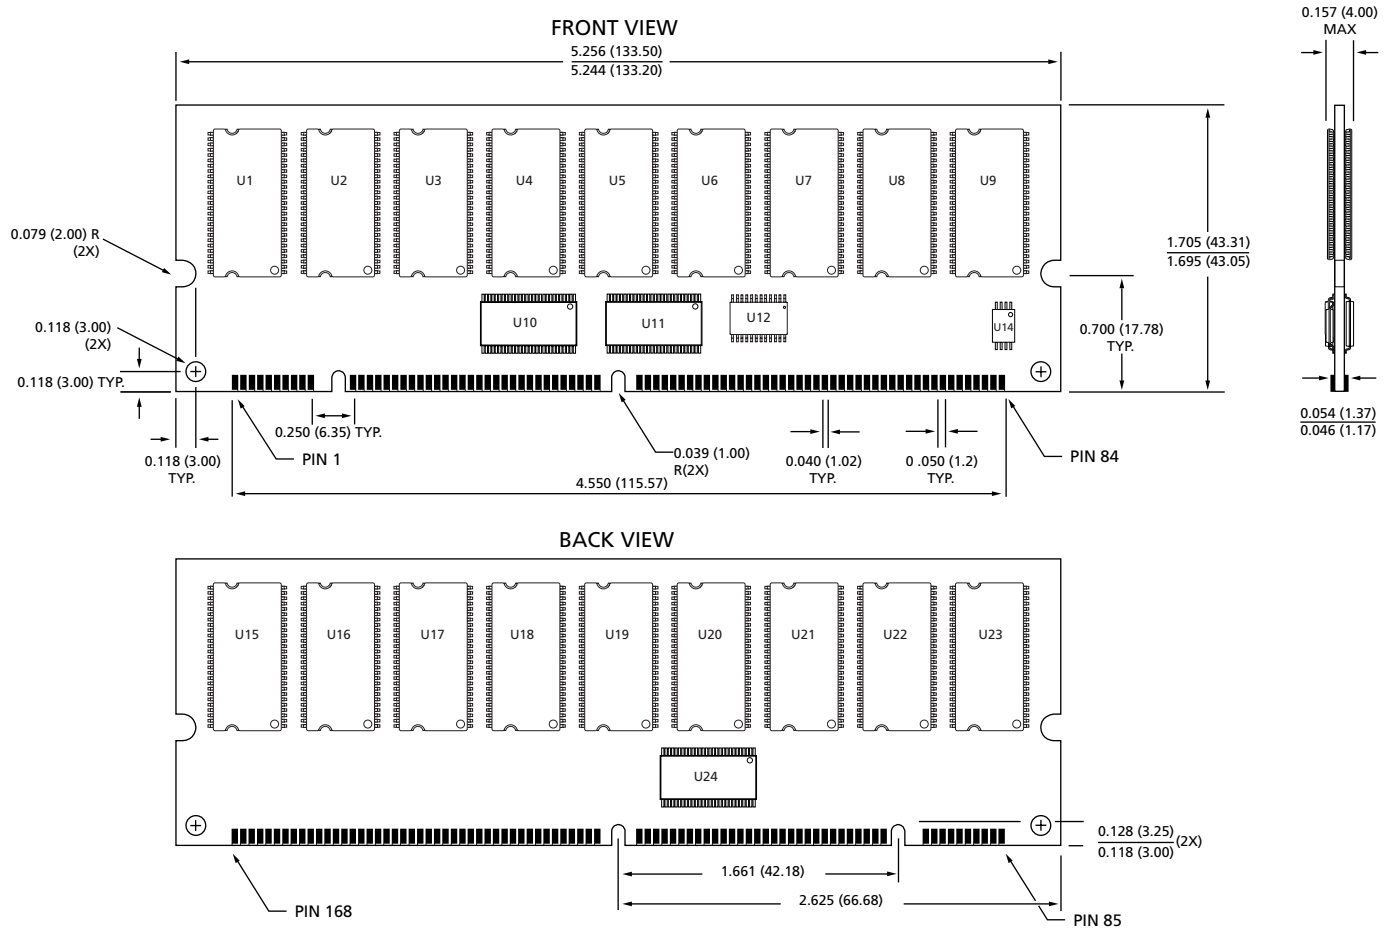 FRONT VIEW
5.256 (133.50)
5.244 (133.20)
0.157 (4.00)
MAX
U1
U2
U3
U4
U5
U6
U7
U8
U9
0.079 (2.00) R
(2X)
1.705 (43.31)
1.695 (43.05)
U10
U11
U12
U14
0.118 (3.00)
(2X)
0.700 (17.78)
TYP.
0.118 (3.00) TYP.
0.250 (6.35) TYP.
0.118 (3.00)
TYP.
PIN 1
0.039 (1.00)
R(2X)
0.040 (1.02)
TYP.
0 .050 (1.2)
TYP.
PIN 84
0.054 (1.37)
0.046 (1.17)
4.550 (115.57)
BACK VIEW
U15
U16
U17
U18
U19
U20
U21
U22
U23
U24
0.128 (3.25)
0.118 (3.00)
(2X)
1.661 (42.18)
2.625 (66.68)
PIN 168
PIN 85